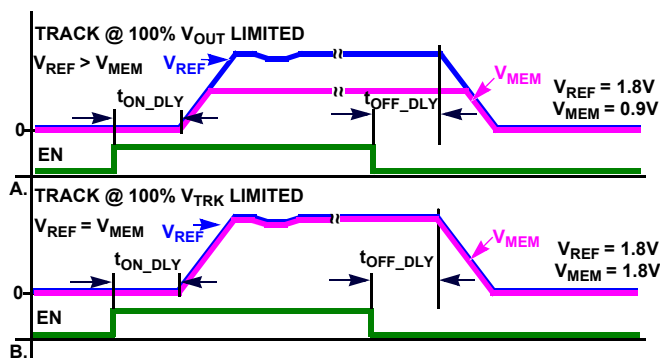 TRACK @ 100% VOUT LIMITED
VREF > VMEM
VREF
VMEM
VREF = 1.8V
VMEM = 0.9V
tON_DLY
tOFF_DLY
0
EN
A.
TRACK @ 100% VTRK LIMITED
VREF = VMEM
VREF
VMEM
VREF = 1.8V
VMEM = 1.8V
tON_DLY
tOFF_DLY
0
EN
B.